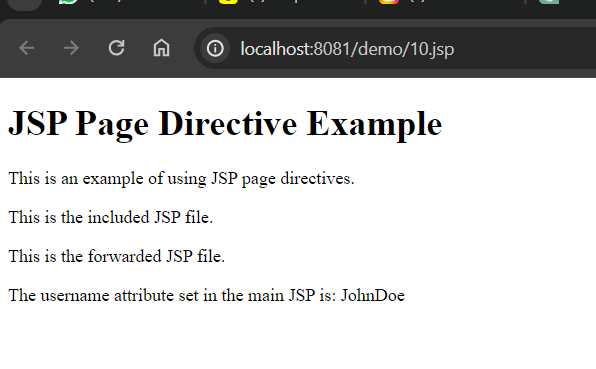 localhost:8081/demo/10.jsp
JSP Page Directive Example
This is an example of using JSP page directives.
This is the included JSP file.
This is the forwarded JSP file.
The username attribute set in the main JSP is: JohnDoe